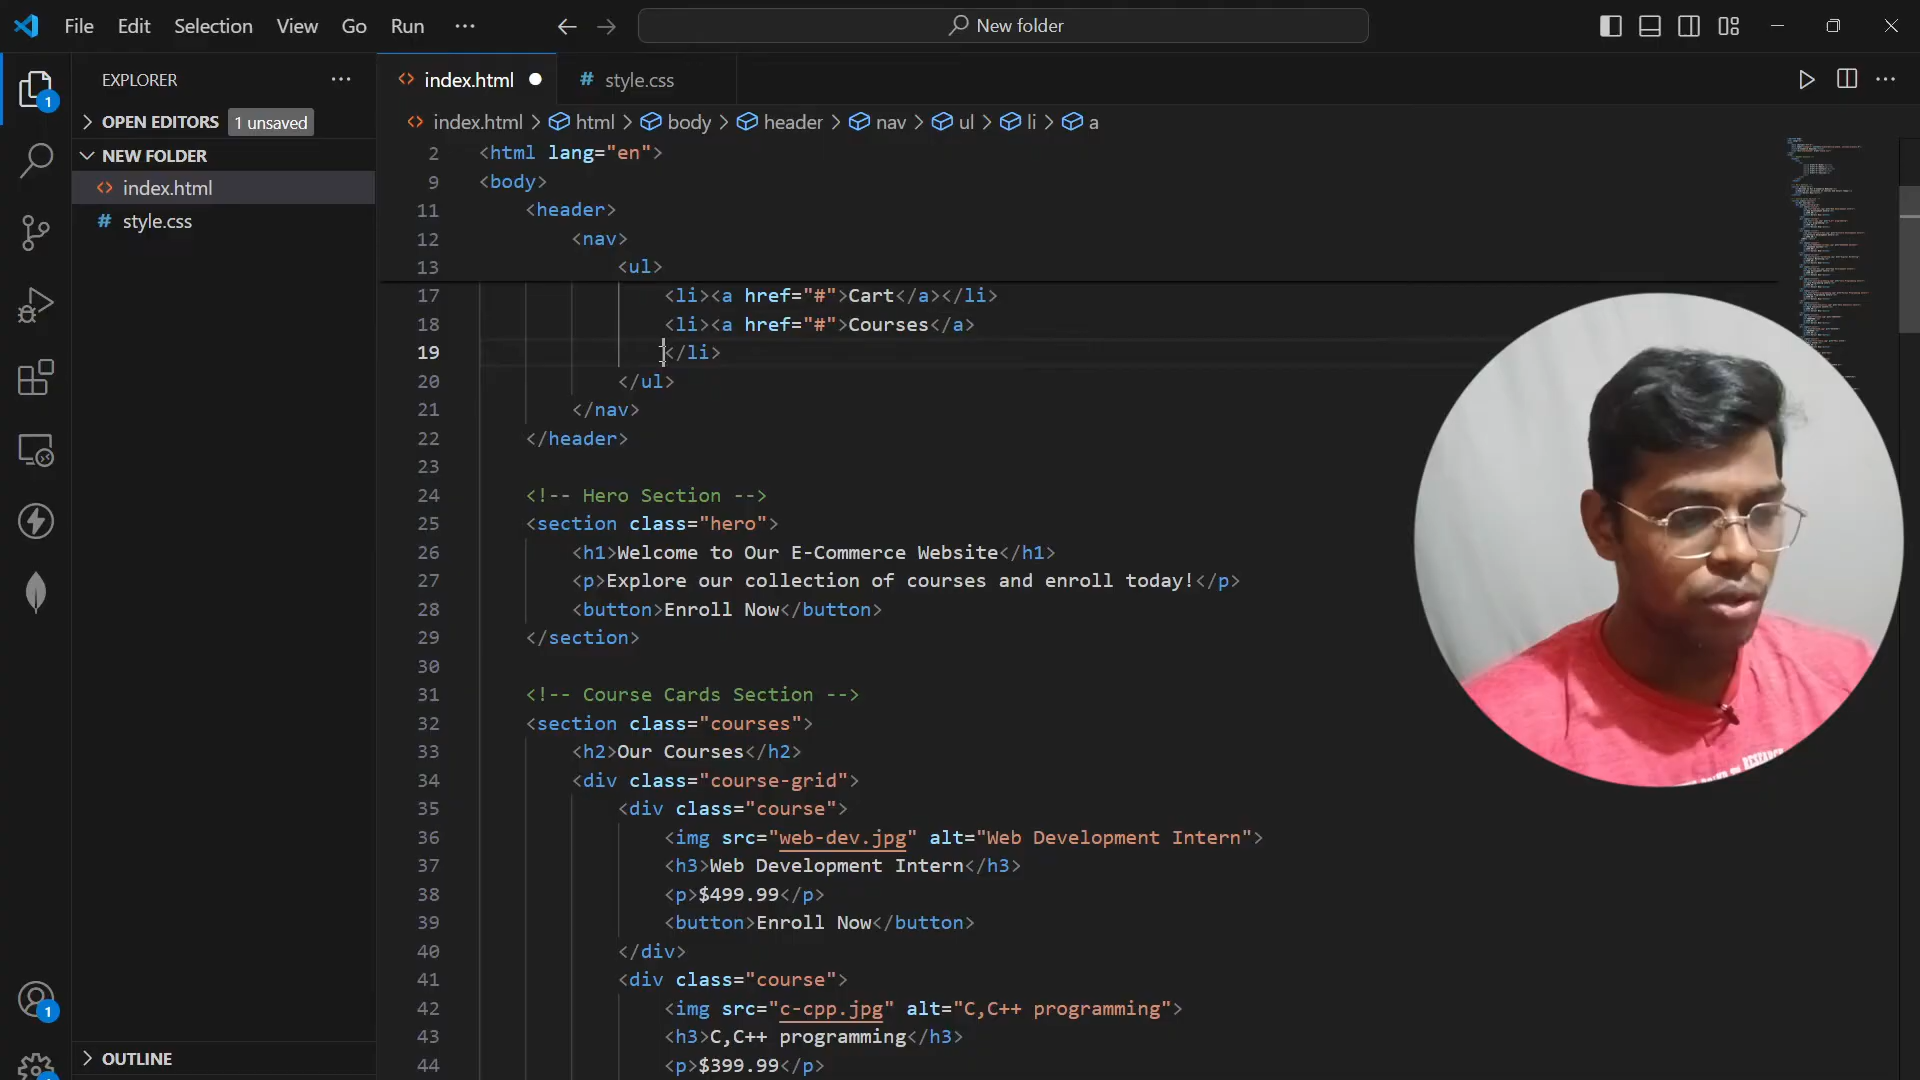 File Edit Selection View Go Run ... New folder
EXPLORER ...
index.html ● # style.css
OPEN EDITORS 1 unsaved
NEW FOLDER
index.html
# style.css
OUTLINE
1
1
index.html > html > body > header > nav > ul > li > a
2 <html lang="en">
9 <body>
11 <header>
12 <nav>
13 <ul>
17 <li><a href="#">Cart</a></li>
18 <li><a href="#">Courses</a>
19 </li>
20 </ul>
21 </nav>
22 </header>
23
24 <!-- Hero Section -->
25 <section class="hero">
26 <h1>Welcome to Our E-Commerce Website</h1>
27 <p>Explore our collection of courses and enroll today!</p>
28 <button>Enroll Now</button>
29 </section>
30
31 <!-- Course Cards Section -->
32 <section class="courses">
33 <h2>Our Courses</h2>
34 <div class="course-grid">
35 <div class="course">
36 <img src="web-dev.jpg" alt="Web Development Intern">
37 <h3>Web Development Intern</h3>
38 <p>$499.99</p>
39 <button>Enroll Now</button>
40 </div>
41 <div class="course">
42 <img src="c-cpp.jpg" alt="C,C++ programming">
43 <h3>C,C++ programming</h3>
44 <p>$399.99</p>